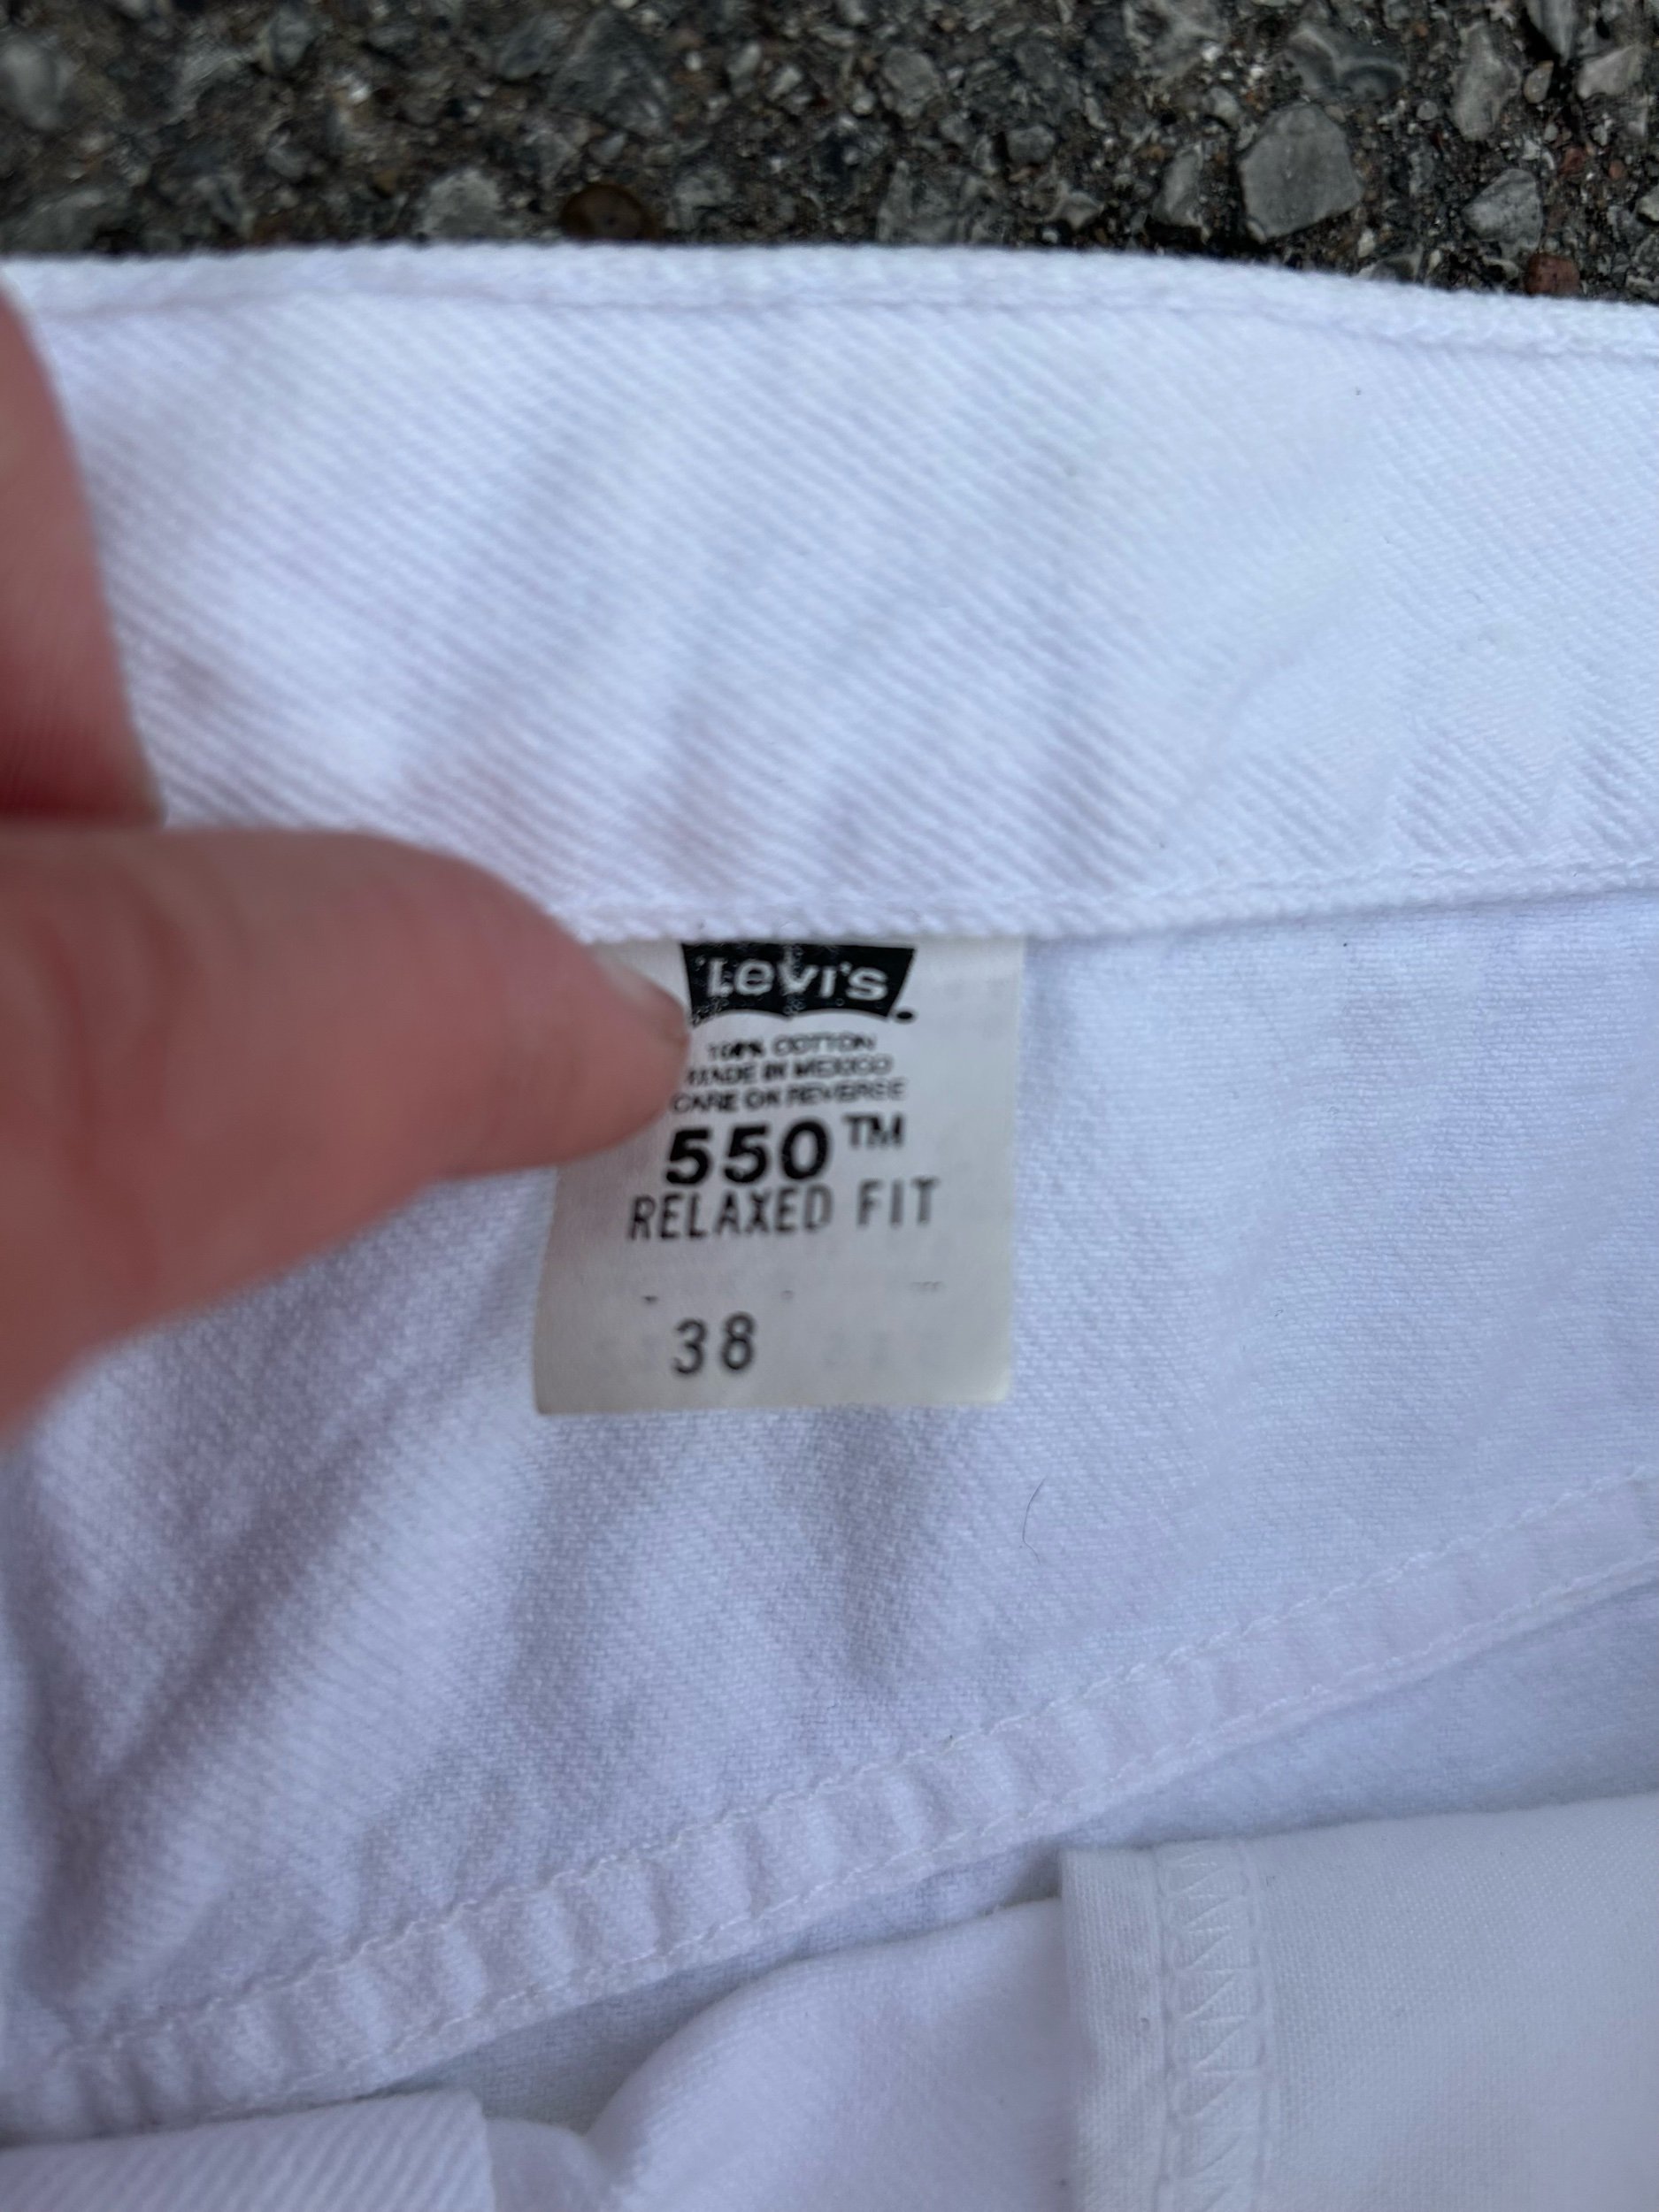 Levi's
100% COTTON
MADE IN MEXICO
CARE ON REVERSE
550™
RELAXED FIT
38